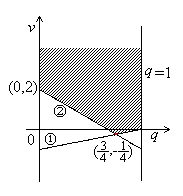 v
(0,2)
q=1
②
0
①
q
(3/4,-1/4)